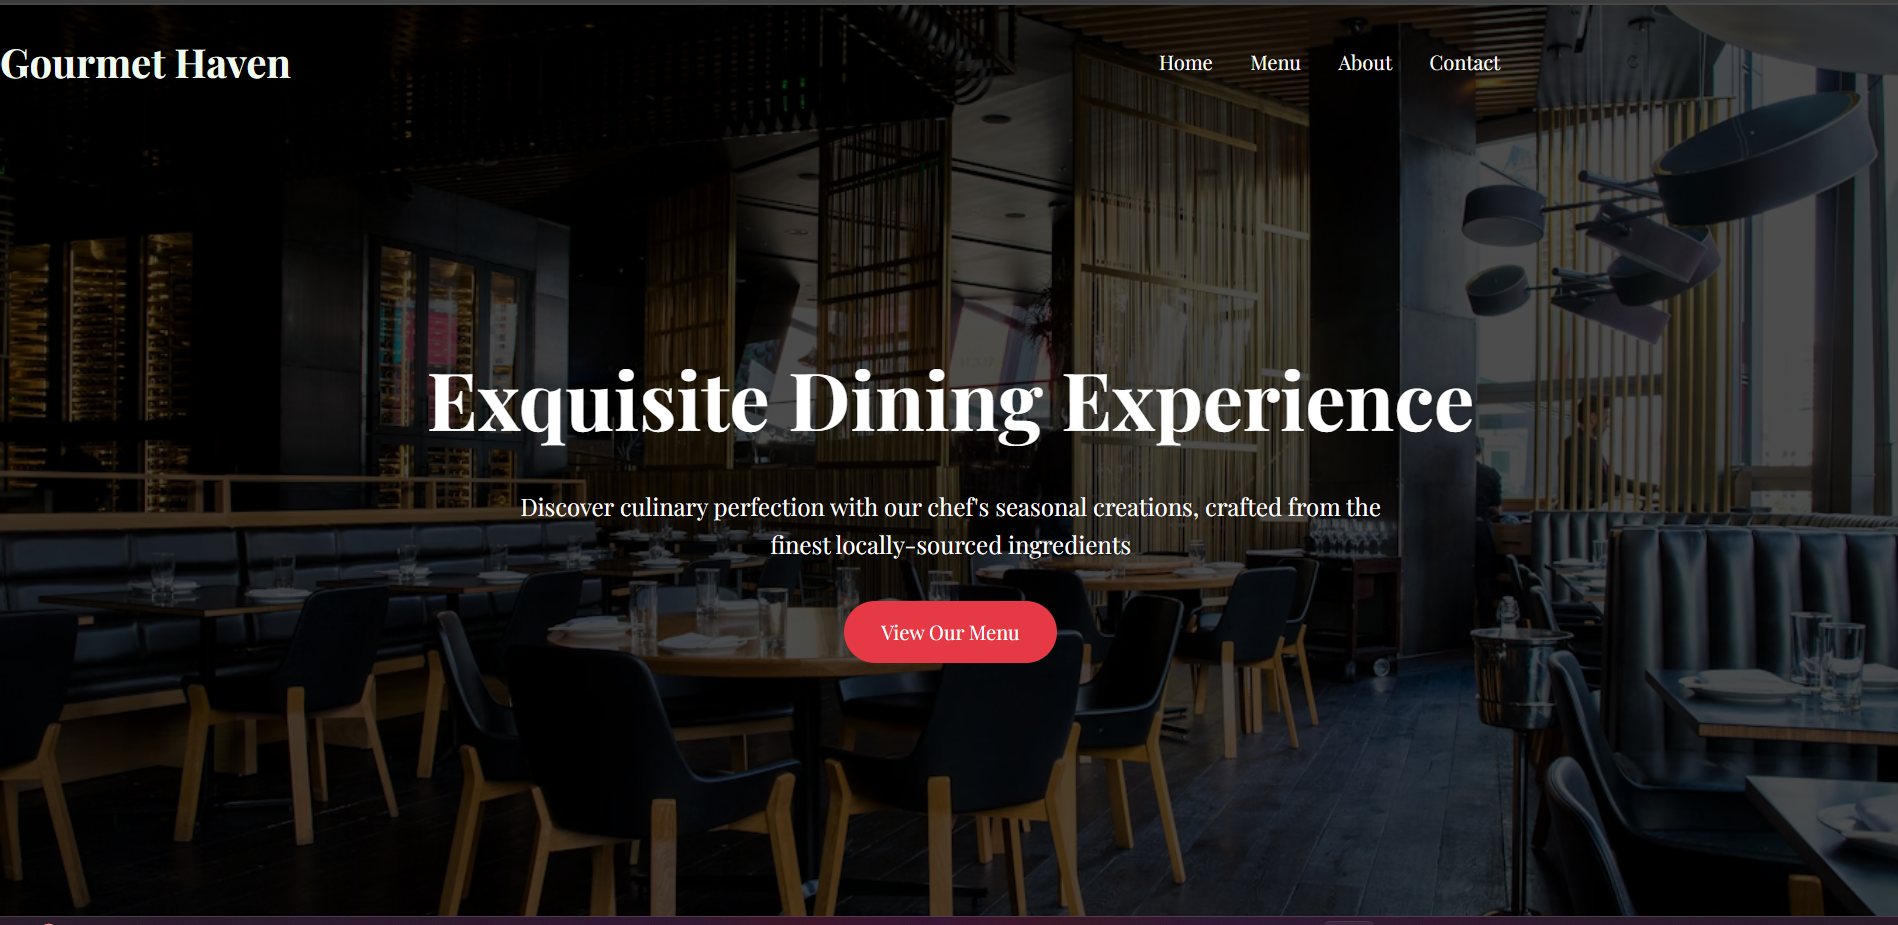 Gourmet Haven
Home Menu About Contact
Exquisite Dining Experience
Discover culinary perfection with our chef's seasonal creations, crafted from the
finest locally-sourced ingredients
View Our Menu